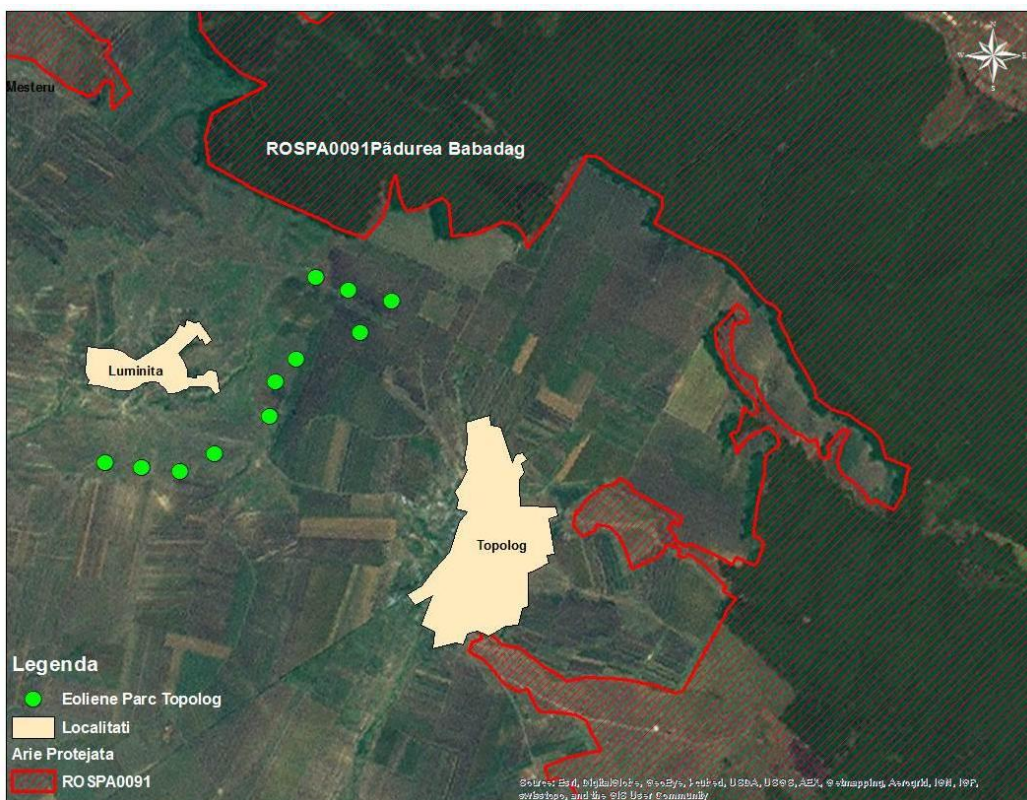 N
W
E
S
Mesteru
ROSPA0091Pãdurea Babadag
Luminita
Topolog
Legenda
Eoliene Parc Topolog
Localitati
Arie Protejata
ROSPA0091
Source: Esri, DigitalGlobe, GeoEye, i-cubed, USDA, USGS, AEX, Getmapping, Aerogrid, IGN, IGP,
swisstopo, and the GIS User Community